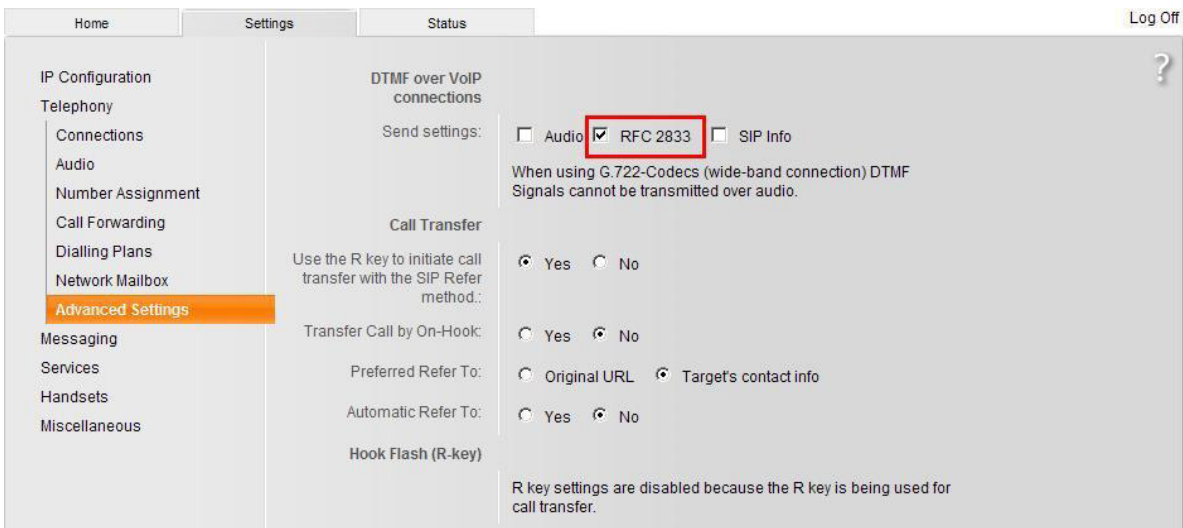 Home
Settings
Status
Log Off
IP Configuration
Telephony
Connections
Audio
Number Assignment
Call Forwarding
Dialling Plans
Network Mailbox
Advanced Settings
Messaging
Services
Handsets
Miscellaneous
DTMF over VoIP
connections
Send settings:
Audio RFC 2833 SIP Info
When using G.722-Codecs (wide-band connection) DTMF
Signals cannot be transmitted over audio.
Call Transfer
Use the R key to initiate call
transfer with the SIP Refer
method.:
Yes No
Transfer Call by On-Hook:
Yes No
Preferred Refer To:
Original URL Target's contact info
Automatic Refer To:
Yes No
Hook Flash (R-key)
R key settings are disabled because the R key is being used for
call transfer.
?